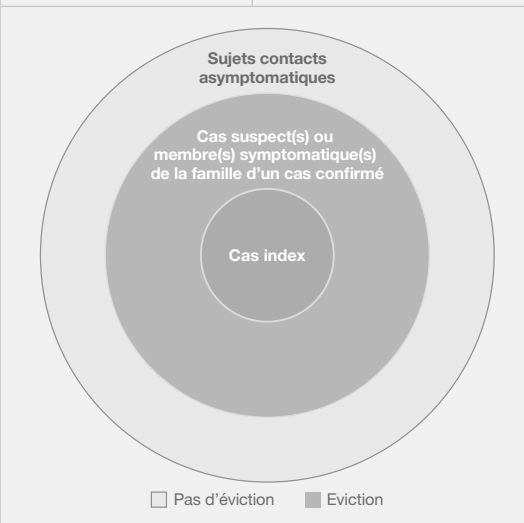 Sujets contacts
asymptomatiques
Cas suspect(s) ou
membre(s) symptomatique(s)
de la famille d'un cas confirmé
Cas index
Pas d'éviction
Eviction